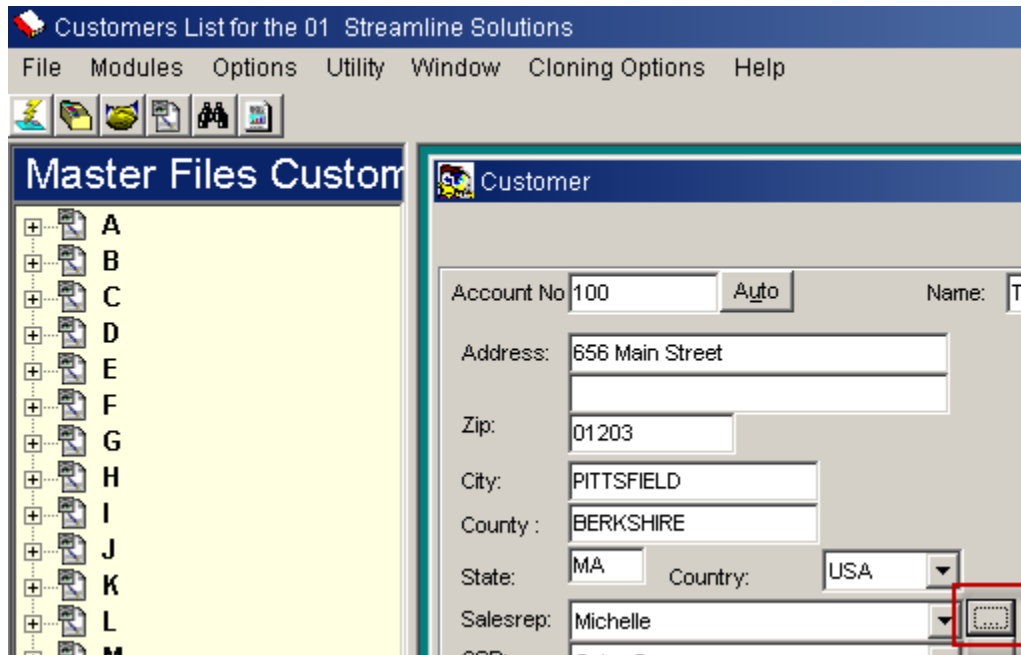 Customers List for the 01 Streamline Solutions
File Modules Options Utility Window Cloning Options Help
Master Files Custom
A
B
C
D
E
F
G
H
I
J
K
L
M
Customer
Account No 100 Auto Name: T
Address: 656 Main Street
Zip: 01203
City: PITTSFIELD
County : BERKSHIRE
State: MA Country: USA
Salesrep: Michelle ...